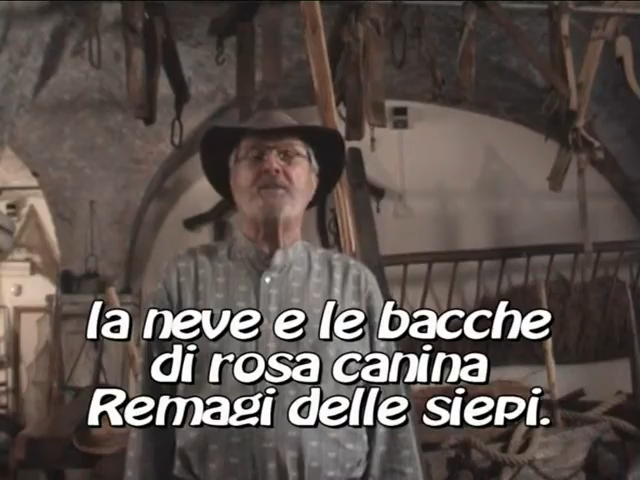 la neve e le bacche
di rosa canina
Remagi delle siepi.